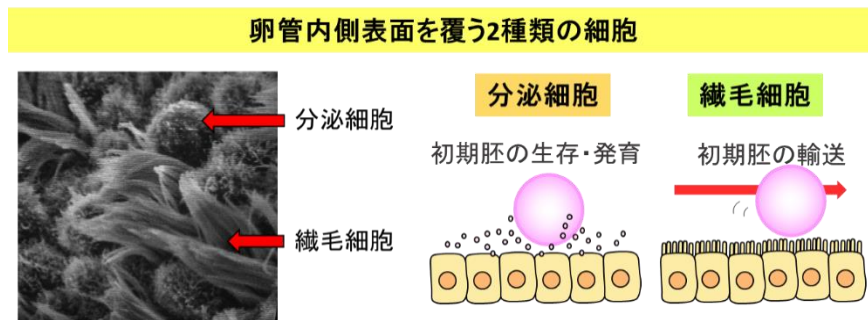 卵管内側表面を覆う2種類の細胞
分泌細胞
繊毛細胞
分泌細胞
初期胚の生存・発育
繊毛細胞
初期胚の輸送